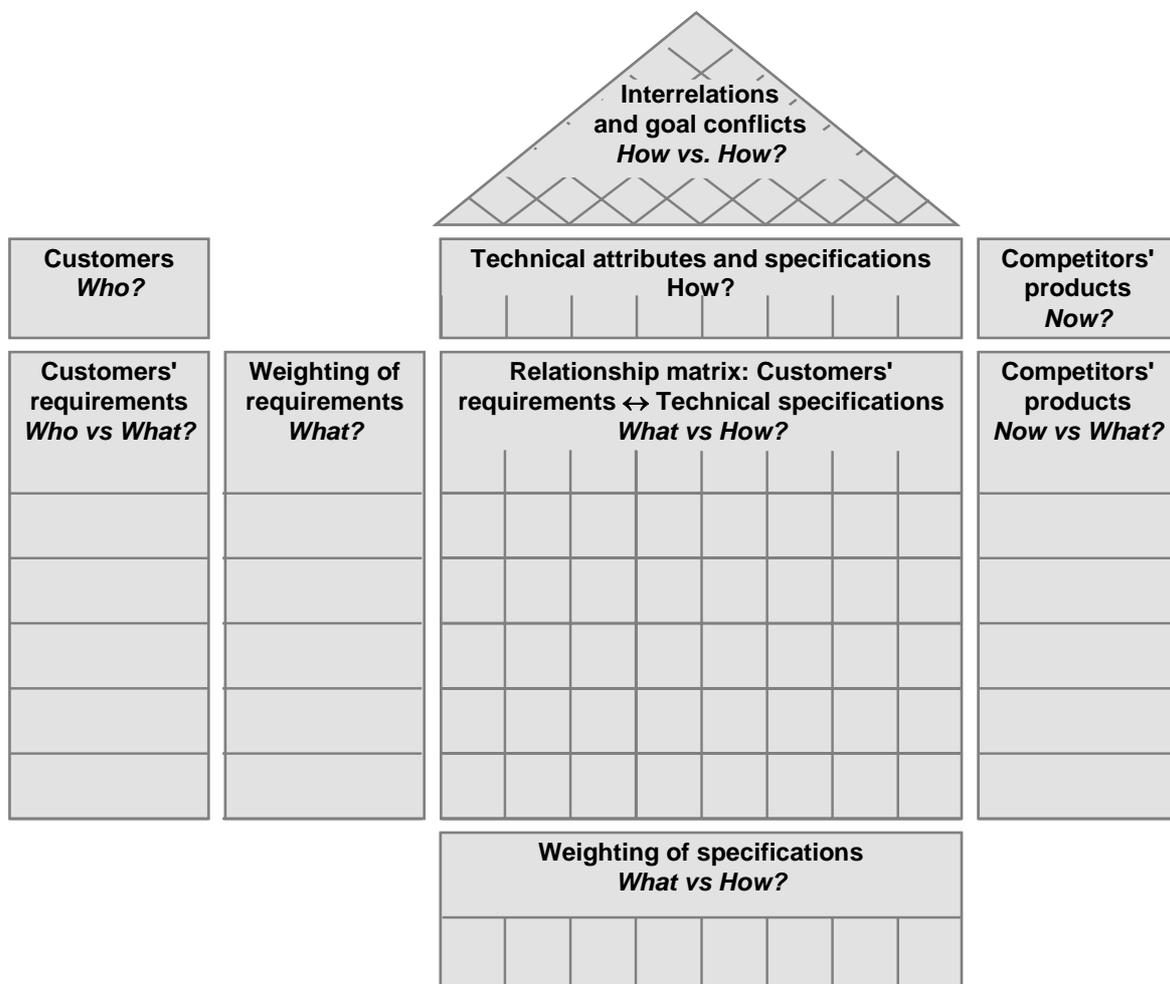 Interrelations
and goal conflicts
How vs. How?
Customers
Who?
Technical attributes and specifications
How?
Competitors'
products
Now?
Customers'
requirements
Who vs What?
Weighting of
requirements
What?
Relationship matrix: Customers'
requirements ↔ Technical specifications
What vs How?
Competitors'
products
Now vs What?
Weighting of specifications
What vs How?